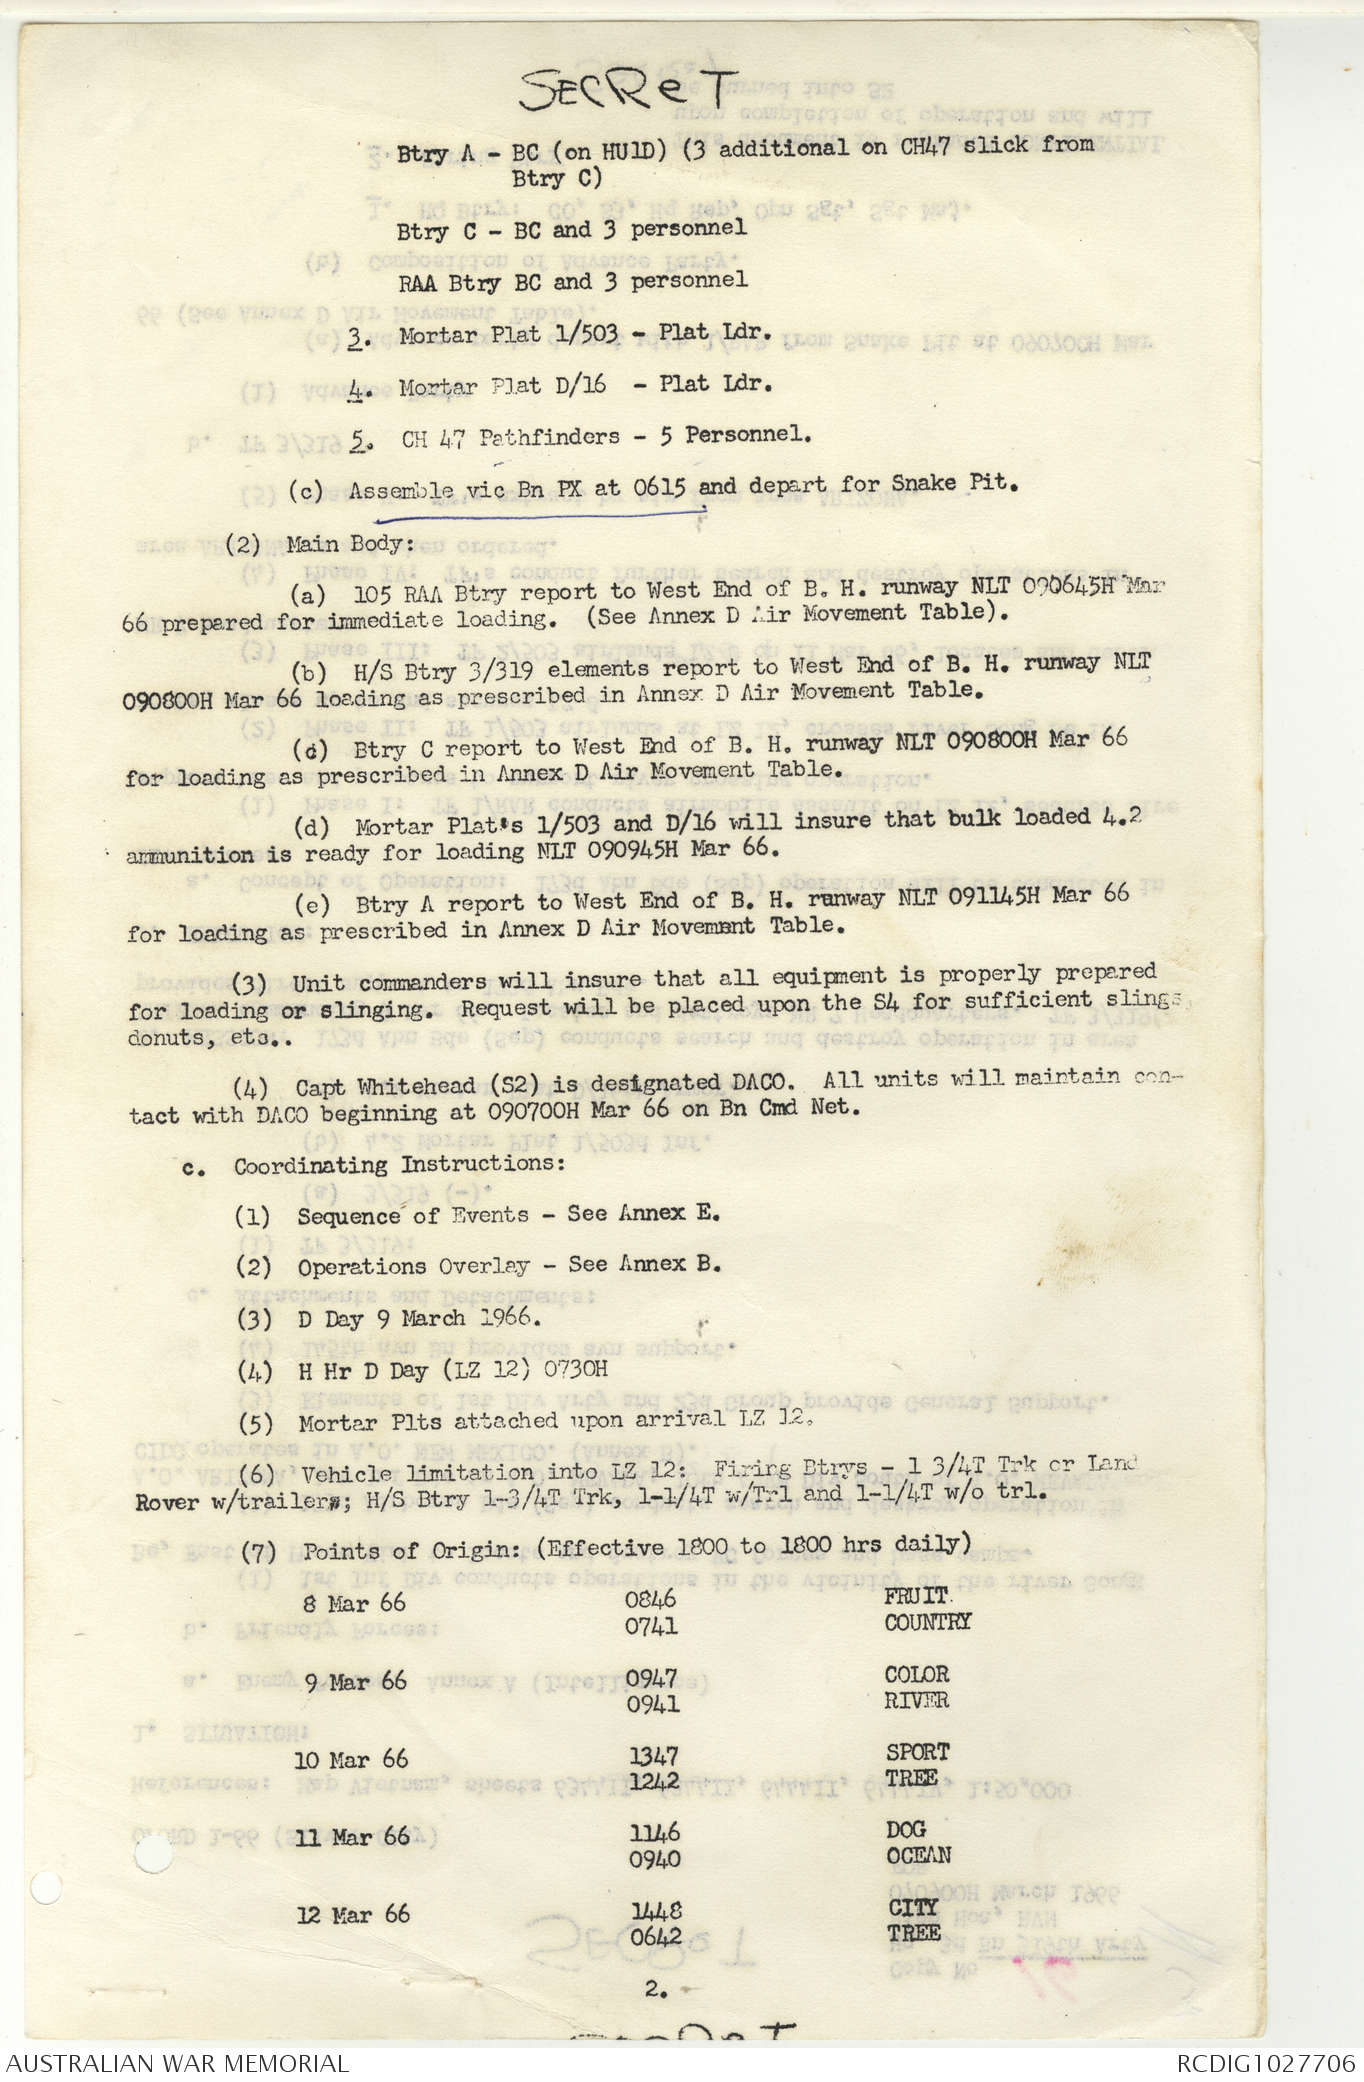 SECReT
Btry A - BC (on HU1D) (3 additional on CH47 slick from
Btry C)
Btry C - BC and 3 personnel
RAA Btry BC and 3 personnel
3. Mortar Plat 1/503 - Plat Ldr.
4. Mortar Plat D/16 - Plat Ldr.
5. CH 47 Pathfinders - 5 Personnel.
(c) Assemble vic Bn PX at 0615 and depart for Snake Pit.
(2) Main Body:
(a) 105 RAA Btry report to West End of B. H. runway NLT 090645H Mar
66 prepared for immediate loading. (See Annex D Air Movement Table).
(b) H/S Btry 3/319 elements report to West End of B. H. runway NLT
090800H Mar 66 loading as prescribed in Annex D Air Movement Table.
(c) Btry C report to West End of B. H. runway NLT 090800H Mar 66
for loading as prescribed in Annex D Air Movement Table.
(d) Mortar Plat's 1/503 and D/16 will insure that bulk loaded 4.2
ammunition is ready for loading NLT 090945H Mar 66.
(e) Btry A report to West End of B. H. runway NLT 091145H Mar 66
for loading as prescribed in Annex D Air Movement Table.
(3) Unit commanders will insure that all equipment is properly prepared
for loading or slinging. Request will be placed upon the S4 for sufficient slings,
donuts, etc..
(4) Capt Whitehead (S2) is designated DACO. All units will maintain con-
tact with DACO beginning at 090700H Mar 66 on Bn Cmd Net.
c. Coordinating Instructions:
(1) Sequence of Events - See Annex E.
(2) Operations Overlay - See Annex B.
(3) D Day 9 March 1966.
(4) H Hr D Day (LZ 12) 0730H
(5) Mortar Plts attached upon arrival LZ 12.
(6) Vehicle limitation into LZ 12: Firing Btrys - 1 3/4T Trk or Land
Rover w/trailers; H/S Btry 1-3/4T Trk, 1-1/4T w/Trl and 1-1/4T w/o trl.
(7) Points of Origin: (Effective 1800 to 1800 hrs daily)
8 Mar 66 0846 FRUIT
0741 COUNTRY
9 Mar 66 0947 COLOR
0941 RIVER
10 Mar 66 1347 SPORT
1242 TREE
11 Mar 66 1146 DOG
0940 OCEAN
12 Mar 66 1448 CITY
0642 TREE
2.
SECReT
AUSTRALIAN WAR MEMORIAL RCDIG1027706